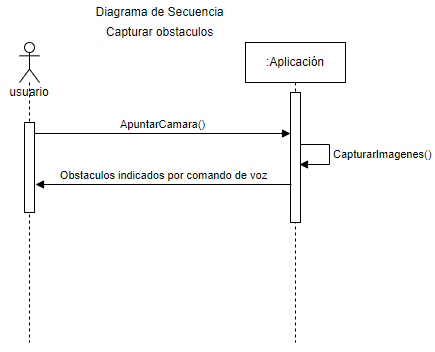 Diagrama de Secuencia
Capturar obstaculos
:Aplicación
usuario
ApuntarCamara()
CapturarImagenes()
Obstaculos indicados por comando de voz